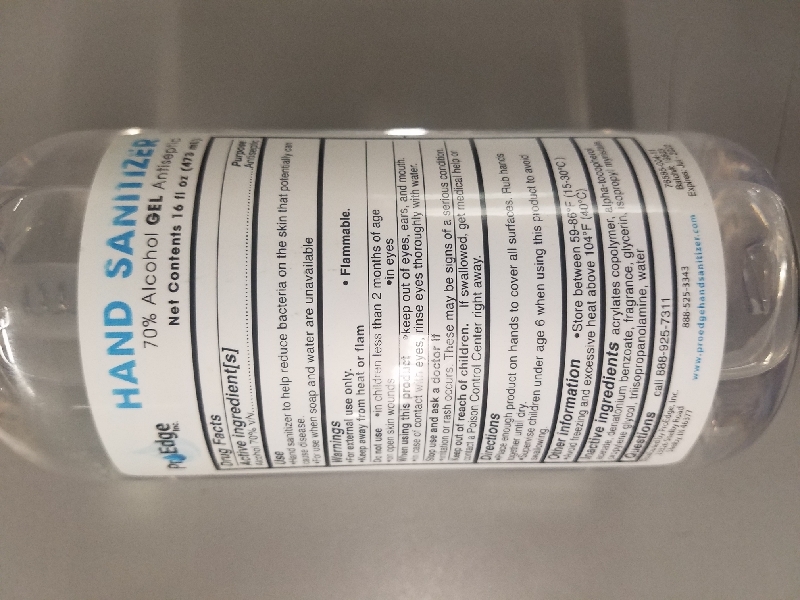 HAND SANITIZER
70% Alcohol GEL Antiseptic
Net Contents 16 fl oz (473 ml)
ProEdge
Inc.
Drug Facts
Active ingredient[s] Purpose
Alcohol 70% V/V Antiseptic
Use
•Hand sanitizer to help reduce bacteria on the skin that potentially can
cause disease.
•For use when soap and water are unavailable
Warnings
•For external use only. • Flammable.
•Keep away from heat or flam
Do not use •in children less than 2 months of age
•on open skin wounds •in eyes
When using this product •keep out of eyes, ears, and mouth.
•In case of contact with eyes, rinse eyes thoroughly with water.
Stop use and ask a doctor if
•irritation or rash occurs. These may be signs of a serious condition.
Keep out of reach of children. If swallowed, get medical help or
contact a Poison Control Center right away.
Directions
•Place enough product on hands to cover all surfaces. Rub hands
together until dry.
•Supervise children under age 6 when using this product to avoid
swallowing.
Other Information •Store between 59-86°F (15-30°C)
•Avoid freezing and excessive heat above 104°F (40°C)
Inactive Ingredients acrylates copolymer, alpha-tocopherol
denatonium benzoate, fragrance, glycerin, isopropyl myristate
propylene glycol, triisopropanolamine, water
Questions call 888-925-7311
888-525-3343
www.proedgehandsanitizer.com